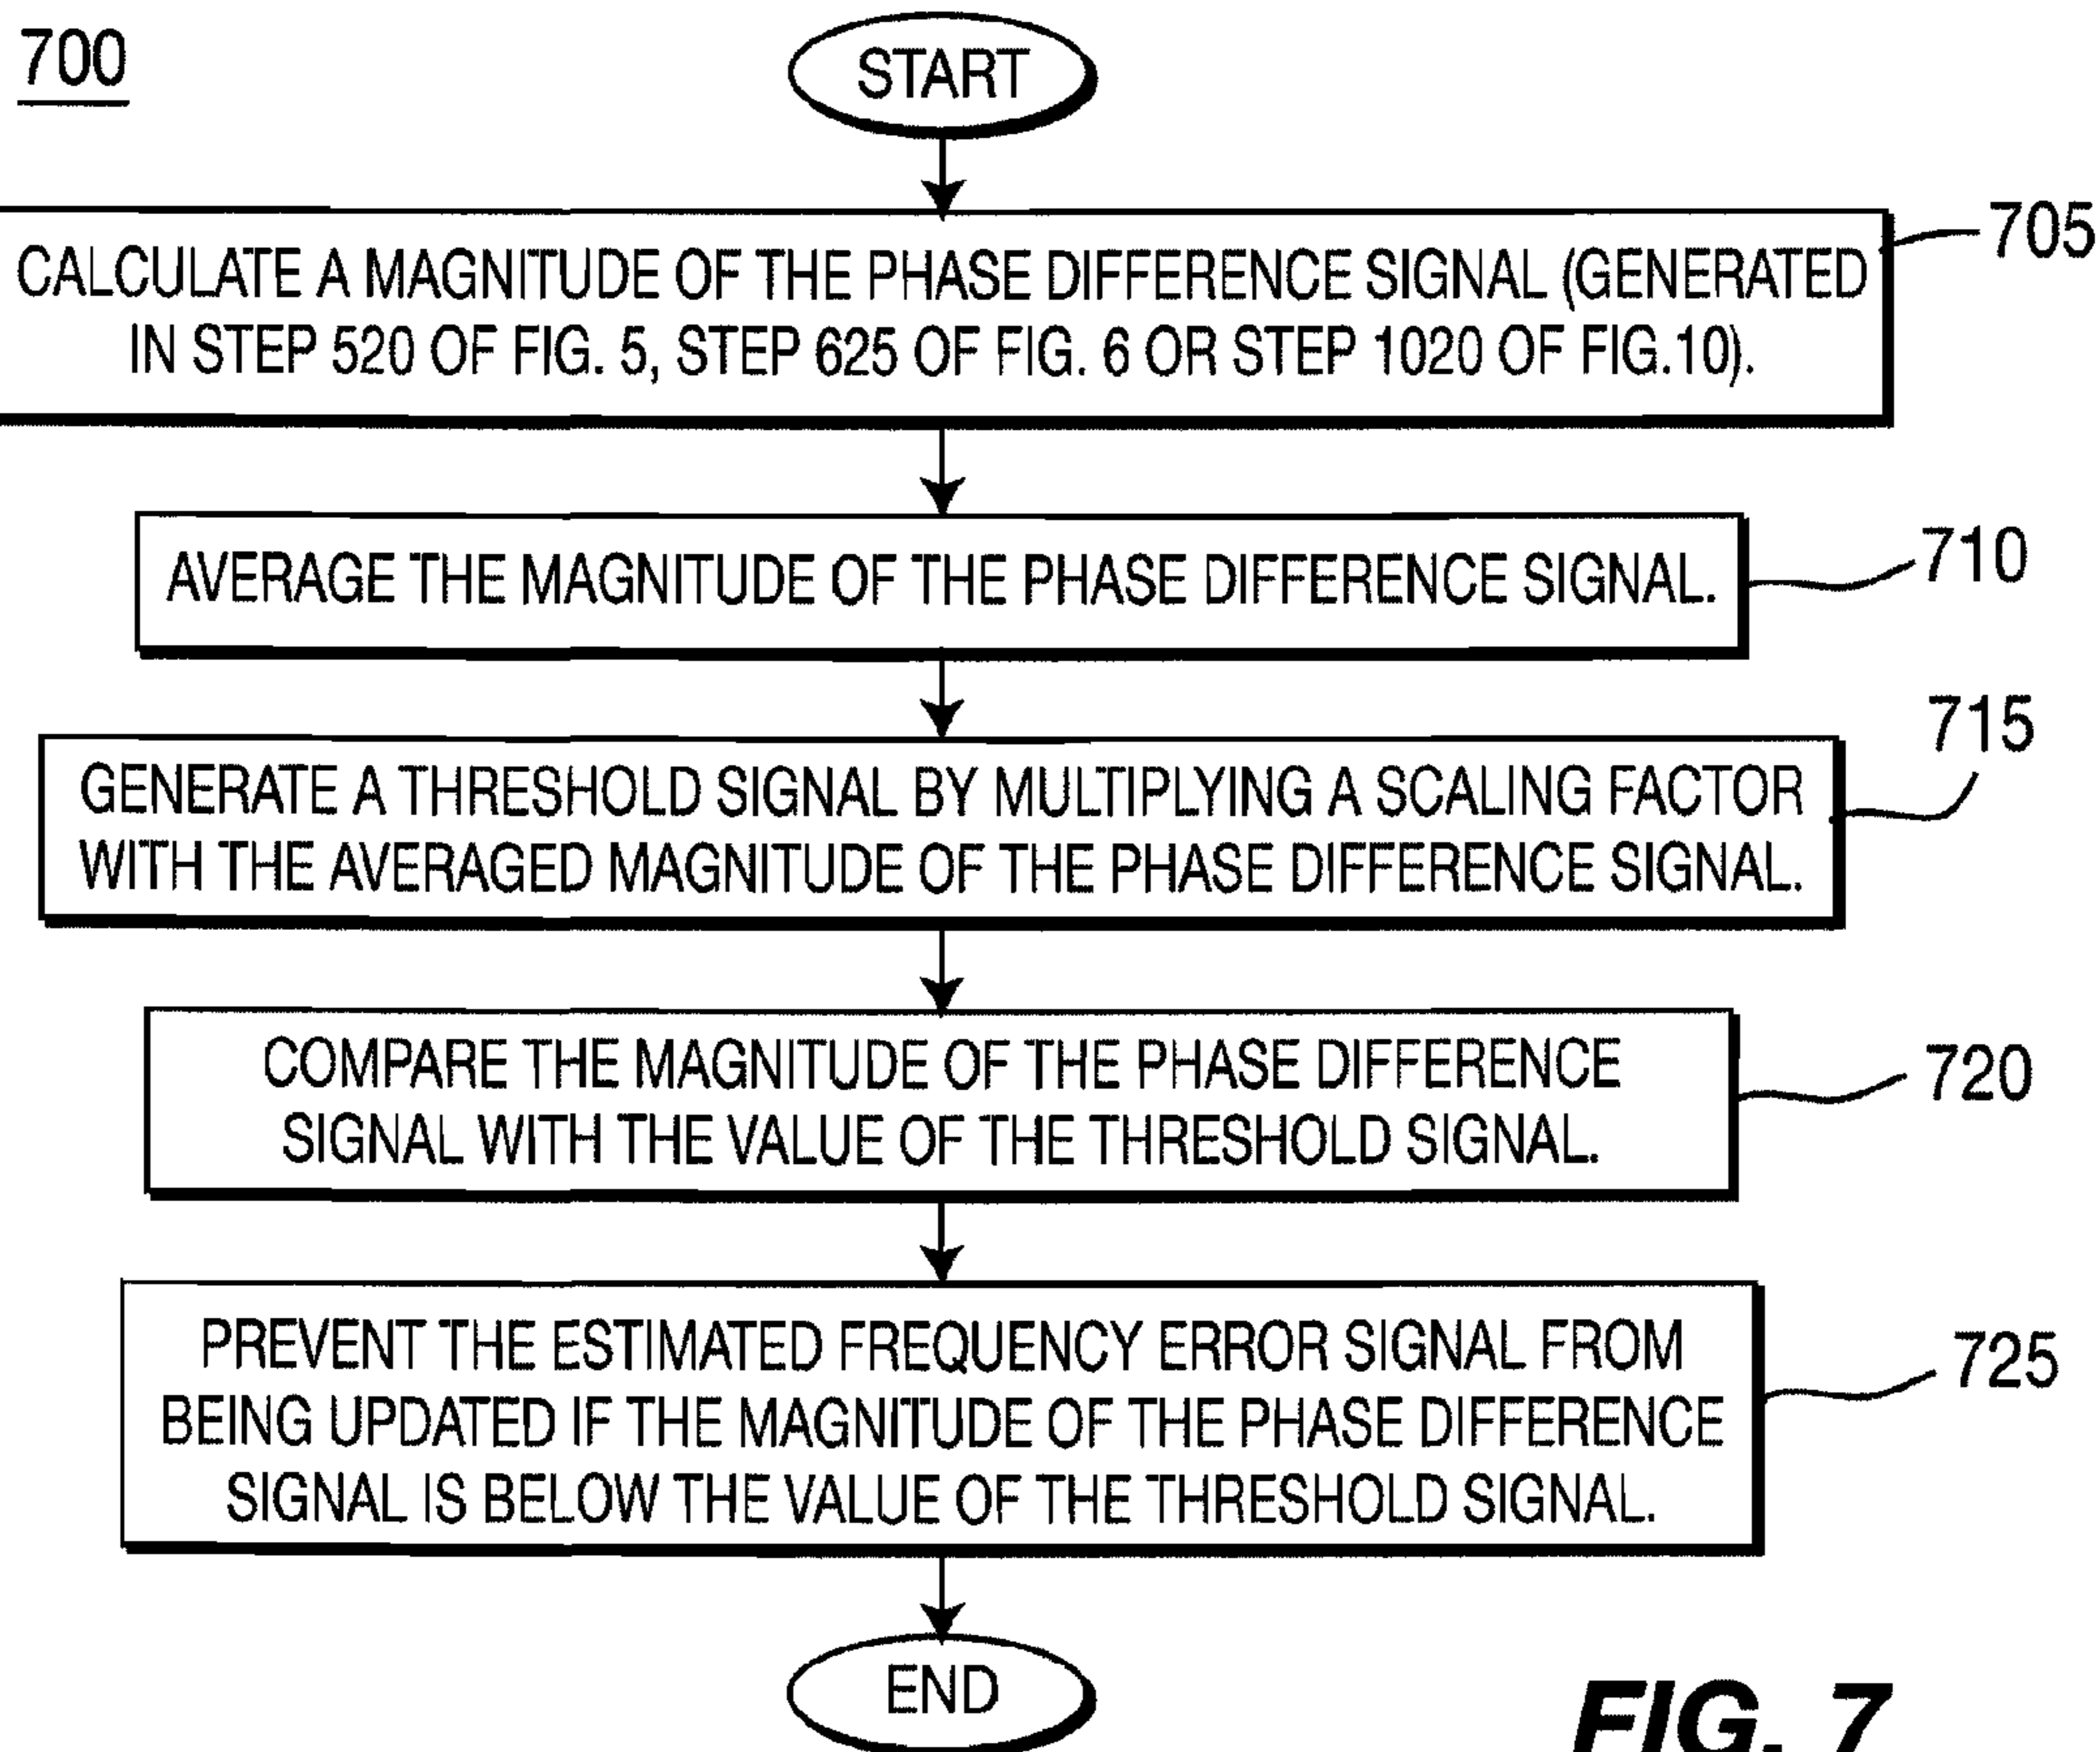 700
START
CALCULATE A MAGNITUDE OF THE PHASE DIFFERENCE SIGNAL (GENERATED
IN STEP 520 OF FIG. 5, STEP 625 OF FIG. 6 OR STEP 1020 OF FIG.10).
705
AVERAGE THE MAGNITUDE OF THE PHASE DIFFERENCE SIGNAL.
710
GENERATE A THRESHOLD SIGNAL BY MULTIPLYING A SCALING FACTOR
WITH THE AVERAGED MAGNITUDE OF THE PHASE DIFFERENCE SIGNAL.
715
COMPARE THE MAGNITUDE OF THE PHASE DIFFERENCE
SIGNAL WITH THE VALUE OF THE THRESHOLD SIGNAL.
720
PREVENT THE ESTIMATED FREQUENCY ERROR SIGNAL FROM
BEING UPDATED IF THE MAGNITUDE OF THE PHASE DIFFERENCE
SIGNAL IS BELOW THE VALUE OF THE THRESHOLD SIGNAL.
725
END
FIG. 7